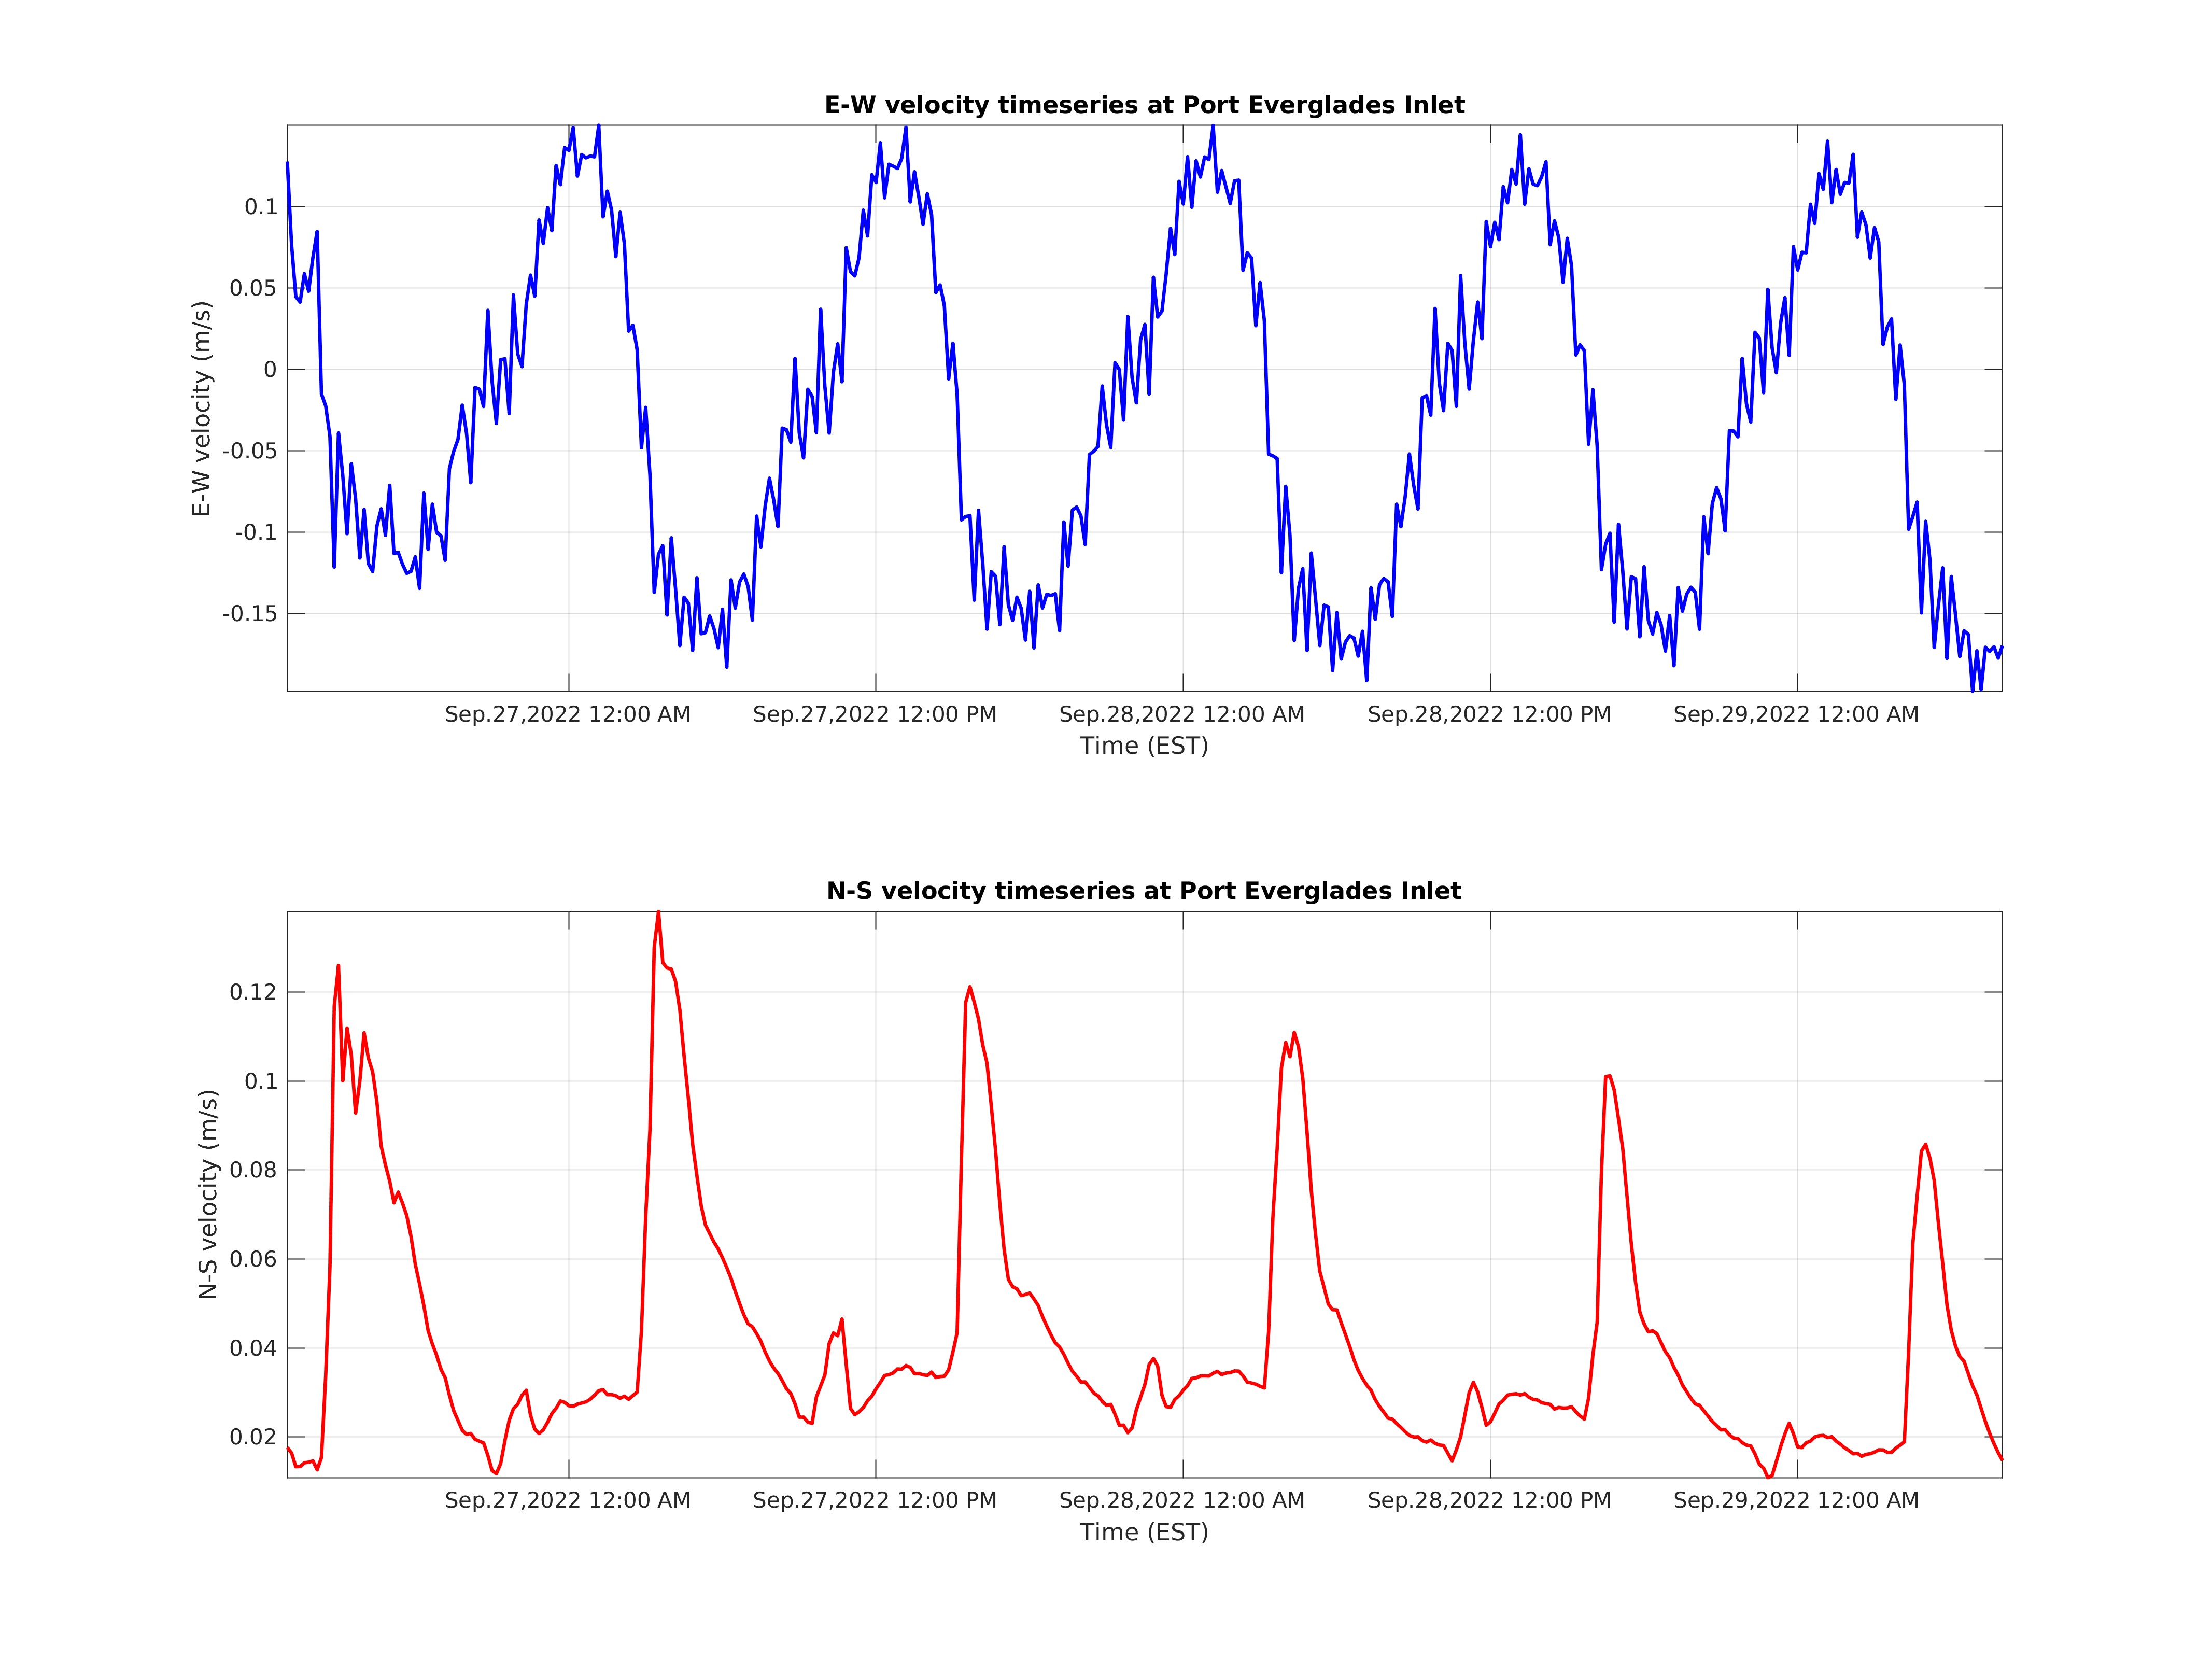 E-W velocity timeseries at Port Everglades Inlet
E-W velocity (m/s)
0.1
0.05
0
-0.05
-0.1
-0.15
Sep.27,2022 12:00 AM
Sep.27,2022 12:00 PM
Sep.28,2022 12:00 AM
Sep.28,2022 12:00 PM
Sep.29,2022 12:00 AM
Time (EST)
N-S velocity timeseries at Port Everglades Inlet
N-S velocity (m/s)
0.12
0.1
0.08
0.06
0.04
0.02
Sep.27,2022 12:00 AM
Sep.27,2022 12:00 PM
Sep.28,2022 12:00 AM
Sep.28,2022 12:00 PM
Sep.29,2022 12:00 AM
Time (EST)